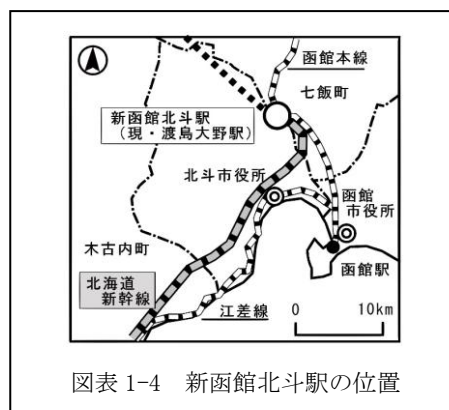 函館本線
七飯町
新函館北斗駅
(現・渡島大野駅)
北斗市役所
函館
市役所
木古内町
函館駅
北海道
新幹線
江差線
0 10km
図表 1-4 新函館北斗駅の位置